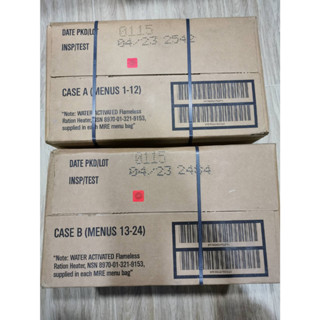 DATE PKD/LOT 0115
INSP/TEST 04/23 2542
CASE A (MENUS 1-12)
"Note: WATER ACTIVATED Flameless
Ration Heater, NSN 8970-01-321-9153,
supplied in each MRE menu bag"
DATE PKD/LOT 0115
INSP/TEST 04/23 2484
CASE B (MENUS 13-24)
"Note: WATER ACTIVATED Flameless
Ration Heater, NSN 8970-01-321-9153,
supplied in each MRE menu bag"